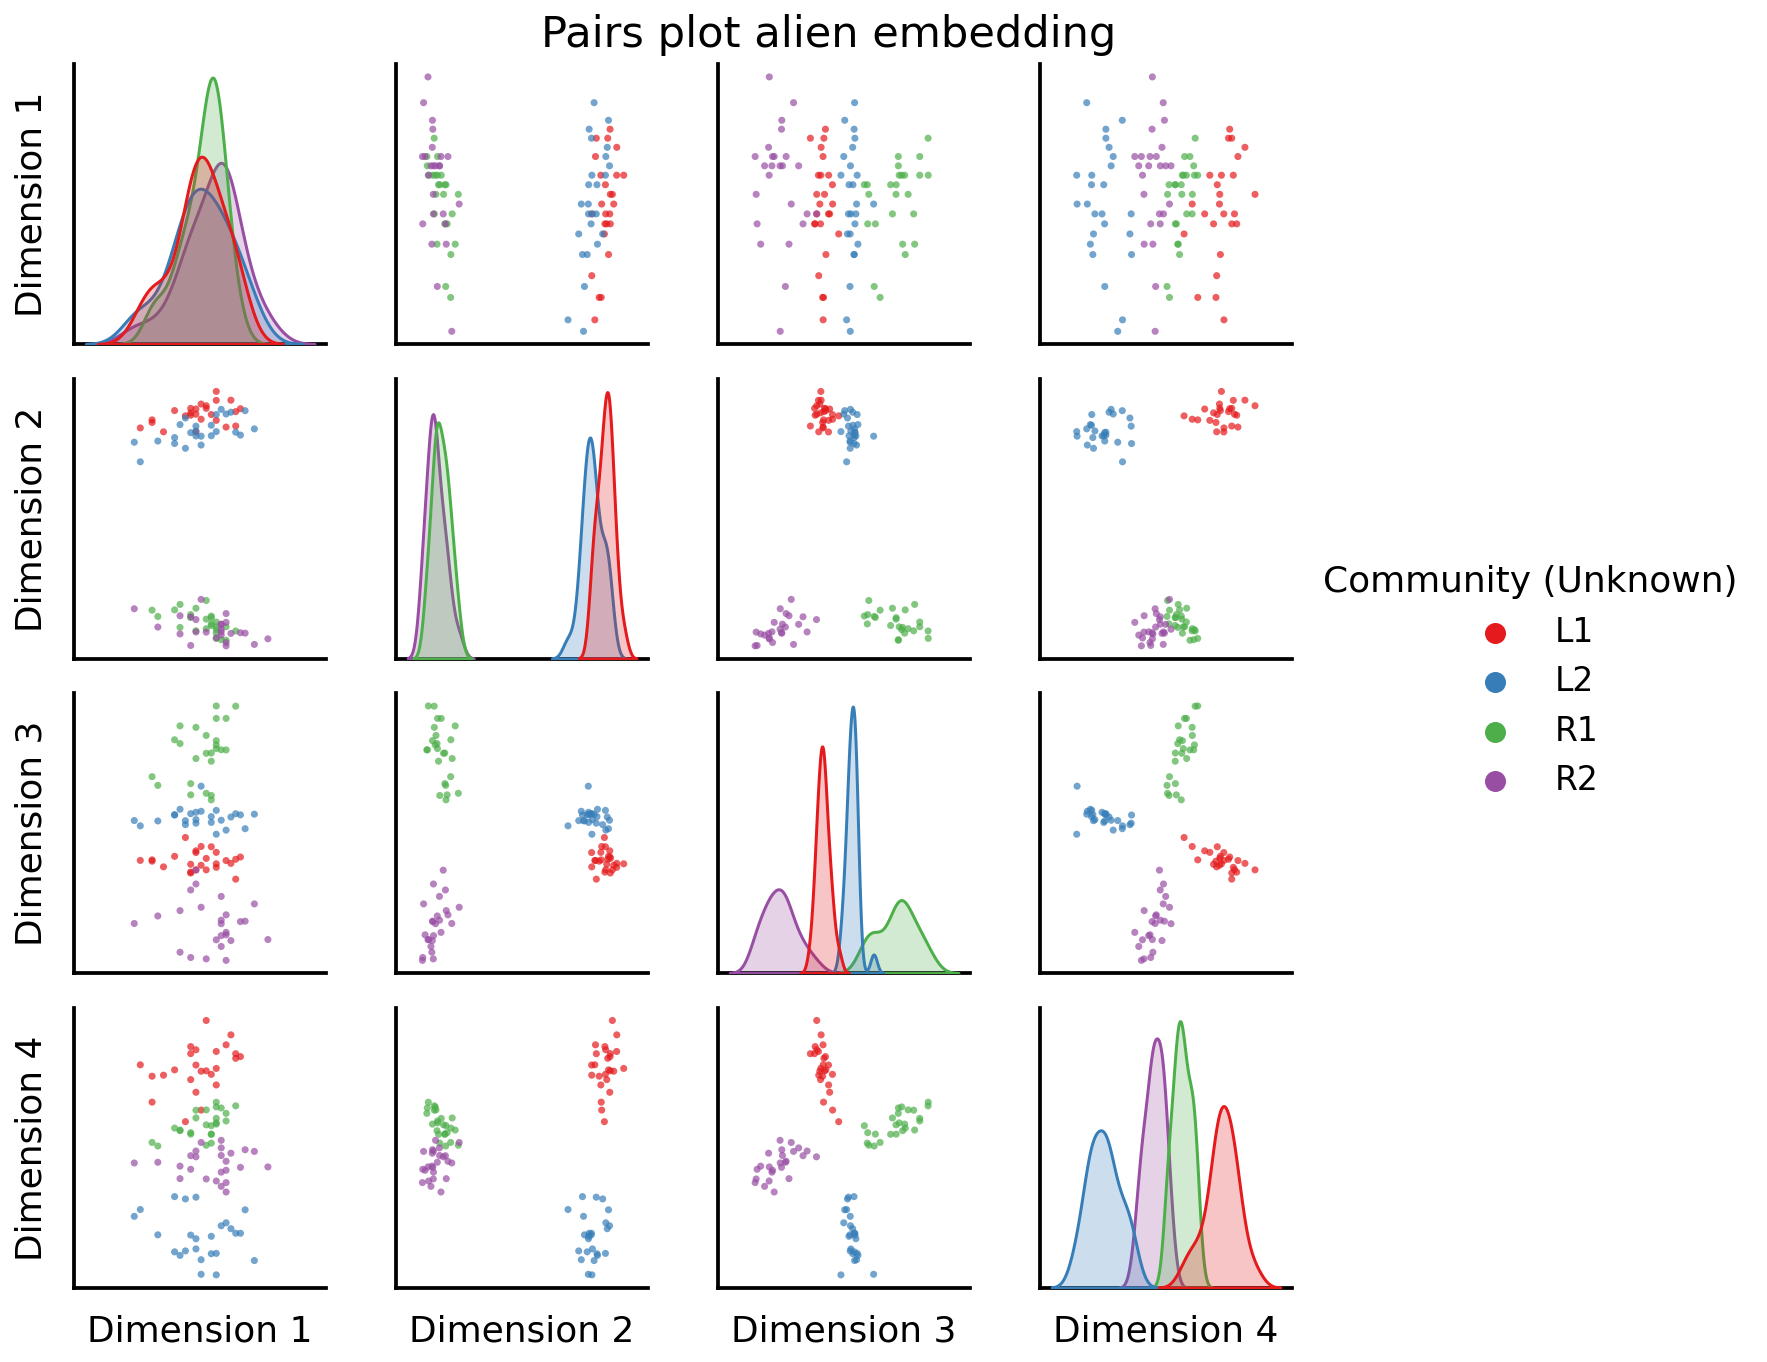 Pairs plot alien embedding
Dimension 1
Dimension 2
Dimension 3
Dimension 4
Community (Unknown)
L1
L2
R1
R2
Dimension 1
Dimension 2
Dimension 3
Dimension 4